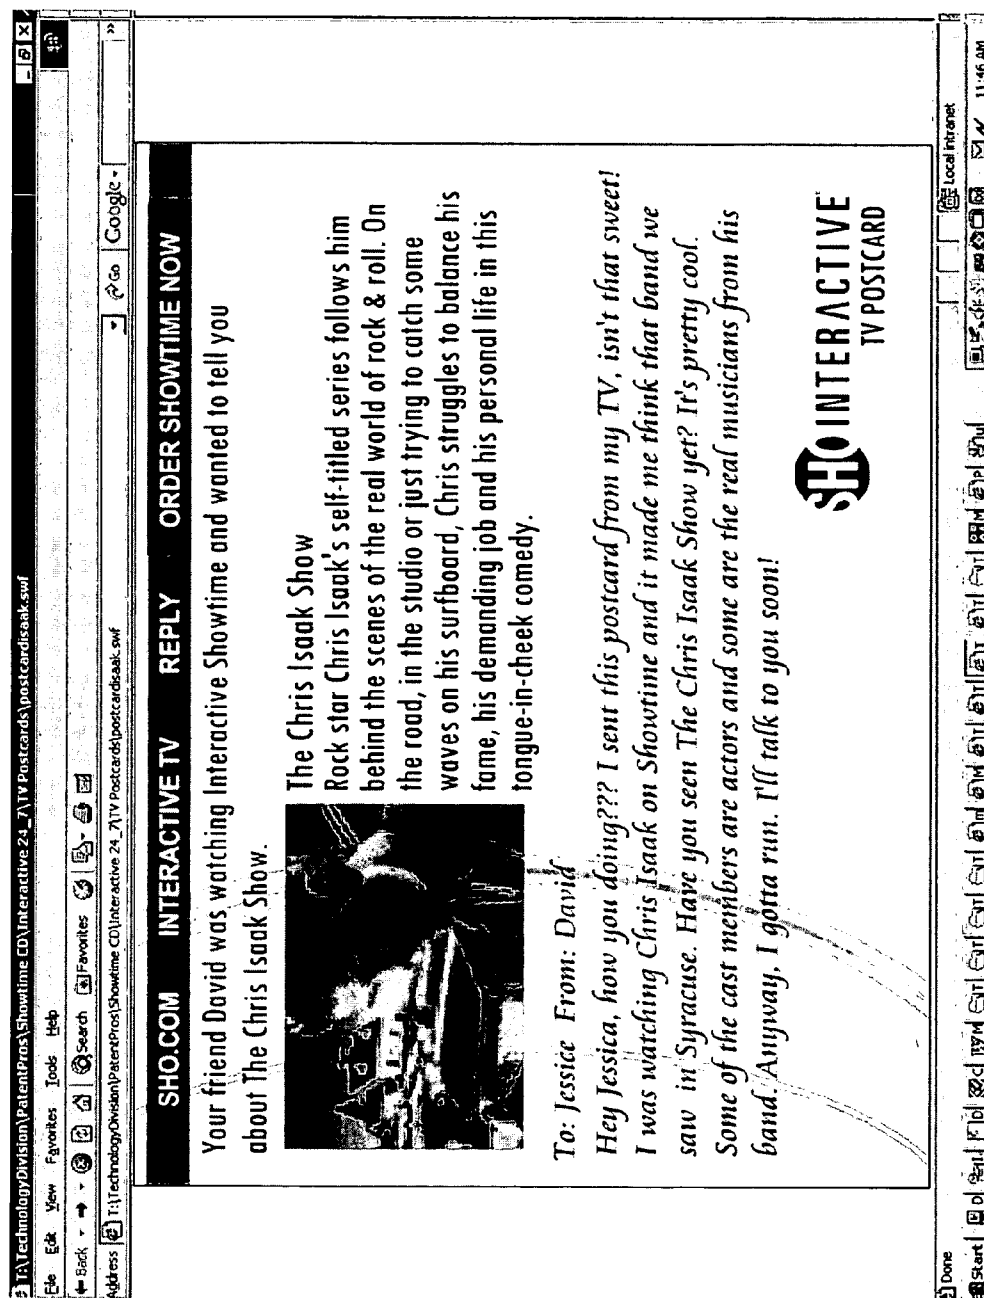 T:\TechnologyDivision\PatentPros\Showtime CD\Interactive 24_7\TV Postcards\postcardisaak.swf
File Edit View Favorites Tools Help
Back Search Favorites
Address T:\TechnologyDivision\PatentPros\Showtime CD\Interactive 24_7\TV Postcards\postcardisaak.swf Go Google
SHO.COM INTERACTIVE TV REPLY ORDER SHOWTIME NOW
Your friend David was watching Interactive Showtime and wanted to tell you
about The Chris Isaak Show.
The Chris Isaak Show
Rock star Chris Isaak's self-titled series follows him
behind the scenes of the real world of rock & roll. On
the road, in the studio or just trying to catch some
waves on his surfboard, Chris struggles to balance his
fame, his demanding job and his personal life in this
tongue-in-cheek comedy.
To: Jessice From: David
Hey Jessica, how you doing??? I sent this postcard from my TV, isn't that sweet!
I was watching Chris Isaak on Showtime and it made me think that band we
saw in Syracuse. Have you seen The Chris Isaak Show yet? It's pretty cool.
Some of the cast members are actors and some are the real musicians from his
band. Anyway, I gotta run. I'll talk to you soon!
SHO INTERACTIVE
TV POSTCARD
Done Local intranet
Start 11:46 AM